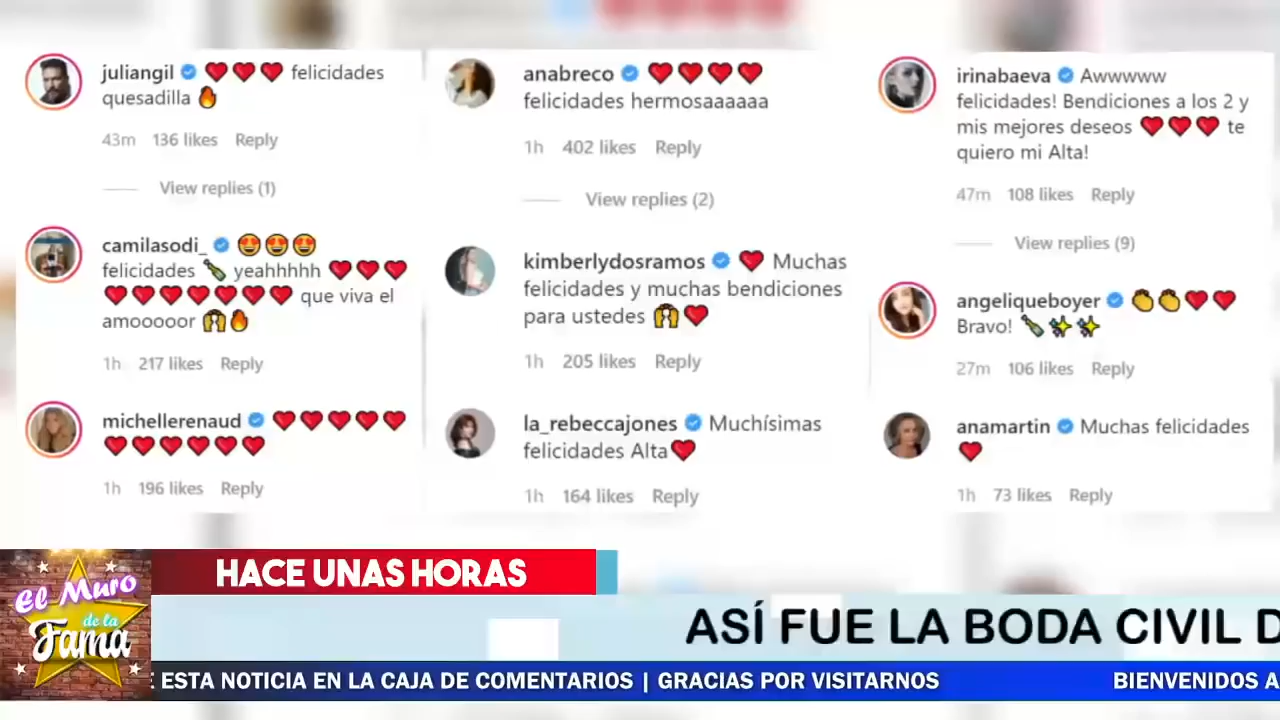 juliangil ❤❤❤ felicidades
quesadilla 🔥
43m 136 likes Reply
View replies (1)
camilasodi_ 😍😍😍
felicidades 🍾 yeahhhhh ❤❤❤
❤❤❤❤❤❤❤ que viva el
amooooor 🙌🔥
1h 217 likes Reply
michellerenaud ❤❤❤❤❤
❤❤❤❤❤❤
1h 196 likes Reply
anabreco ❤❤❤❤
felicidades hermosaaaaaa
1h 402 likes Reply
View replies (2)
kimberlydosramos ❤ Muchas
felicidades y muchas bendiciones
para ustedes 🙌❤
1h 205 likes Reply
la_rebeccajones Muchísimas
felicidades Alta❤
1h 164 likes Reply
irinabaeva Awwwww
felicidades! Bendiciones a los 2 y
mis mejores deseos ❤❤❤ te
quiero mi Alta!
47m 108 likes Reply
View replies (9)
angeliqueboyer 👏👏❤❤
Bravo! 🍾✨✨
27m 106 likes Reply
anamartin Muchas felicidades
❤
1h 73 likes Reply
HACE UNAS HORAS
El Muro
de la
Fama
ASÍ FUE LA BODA CIVIL D
: ESTA NOTICIA EN LA CAJA DE COMENTARIOS | GRACIAS POR VISITARNOS
BIENVENIDOS A